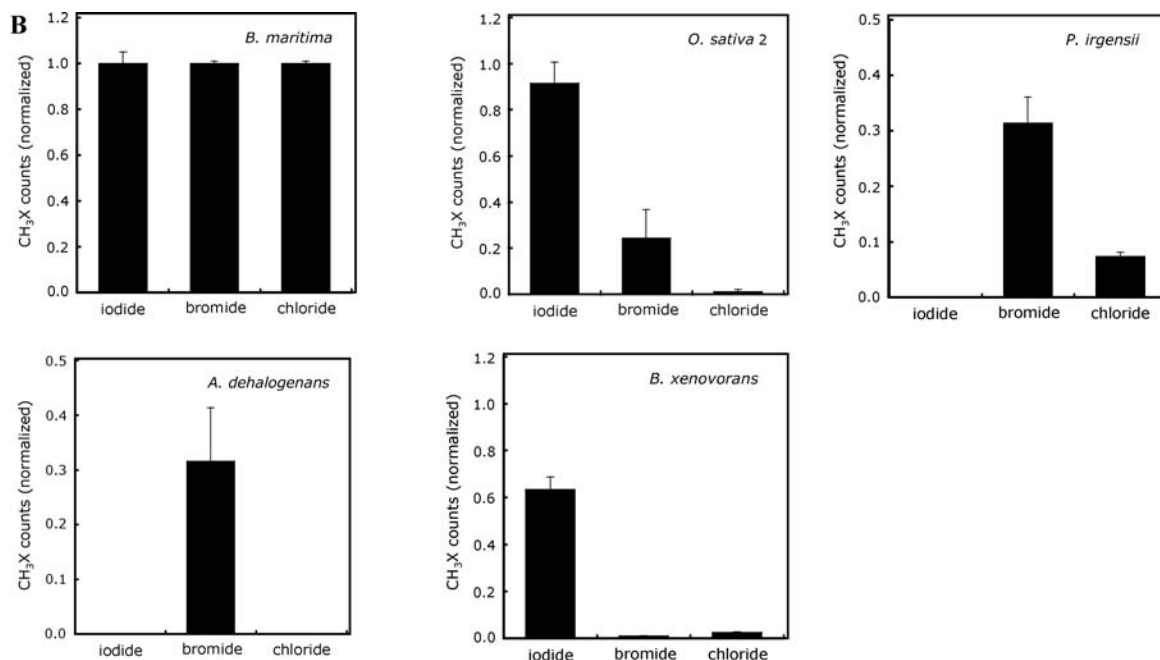 B
B. maritima
CH₃X counts (normalized)
1.2
1.0
0.8
0.6
0.4
0.2
0.0
iodide bromide chloride
O. sativa 2
CH₃X counts (normalized)
1.2
1.0
0.8
0.6
0.4
0.2
0.0
iodide bromide chloride
P. irgensii
CH₃X counts (normalized)
0.5
0.4
0.3
0.2
0.1
0.0
iodide bromide chloride
A. dehalogenans
CH₃X counts (normalized)
0.5
0.4
0.3
0.2
0.1
0.0
iodide bromide chloride
B. xenovorans
CH₃X counts (normalized)
1.2
1.0
0.8
0.6
0.4
0.2
0.0
iodide bromide chloride